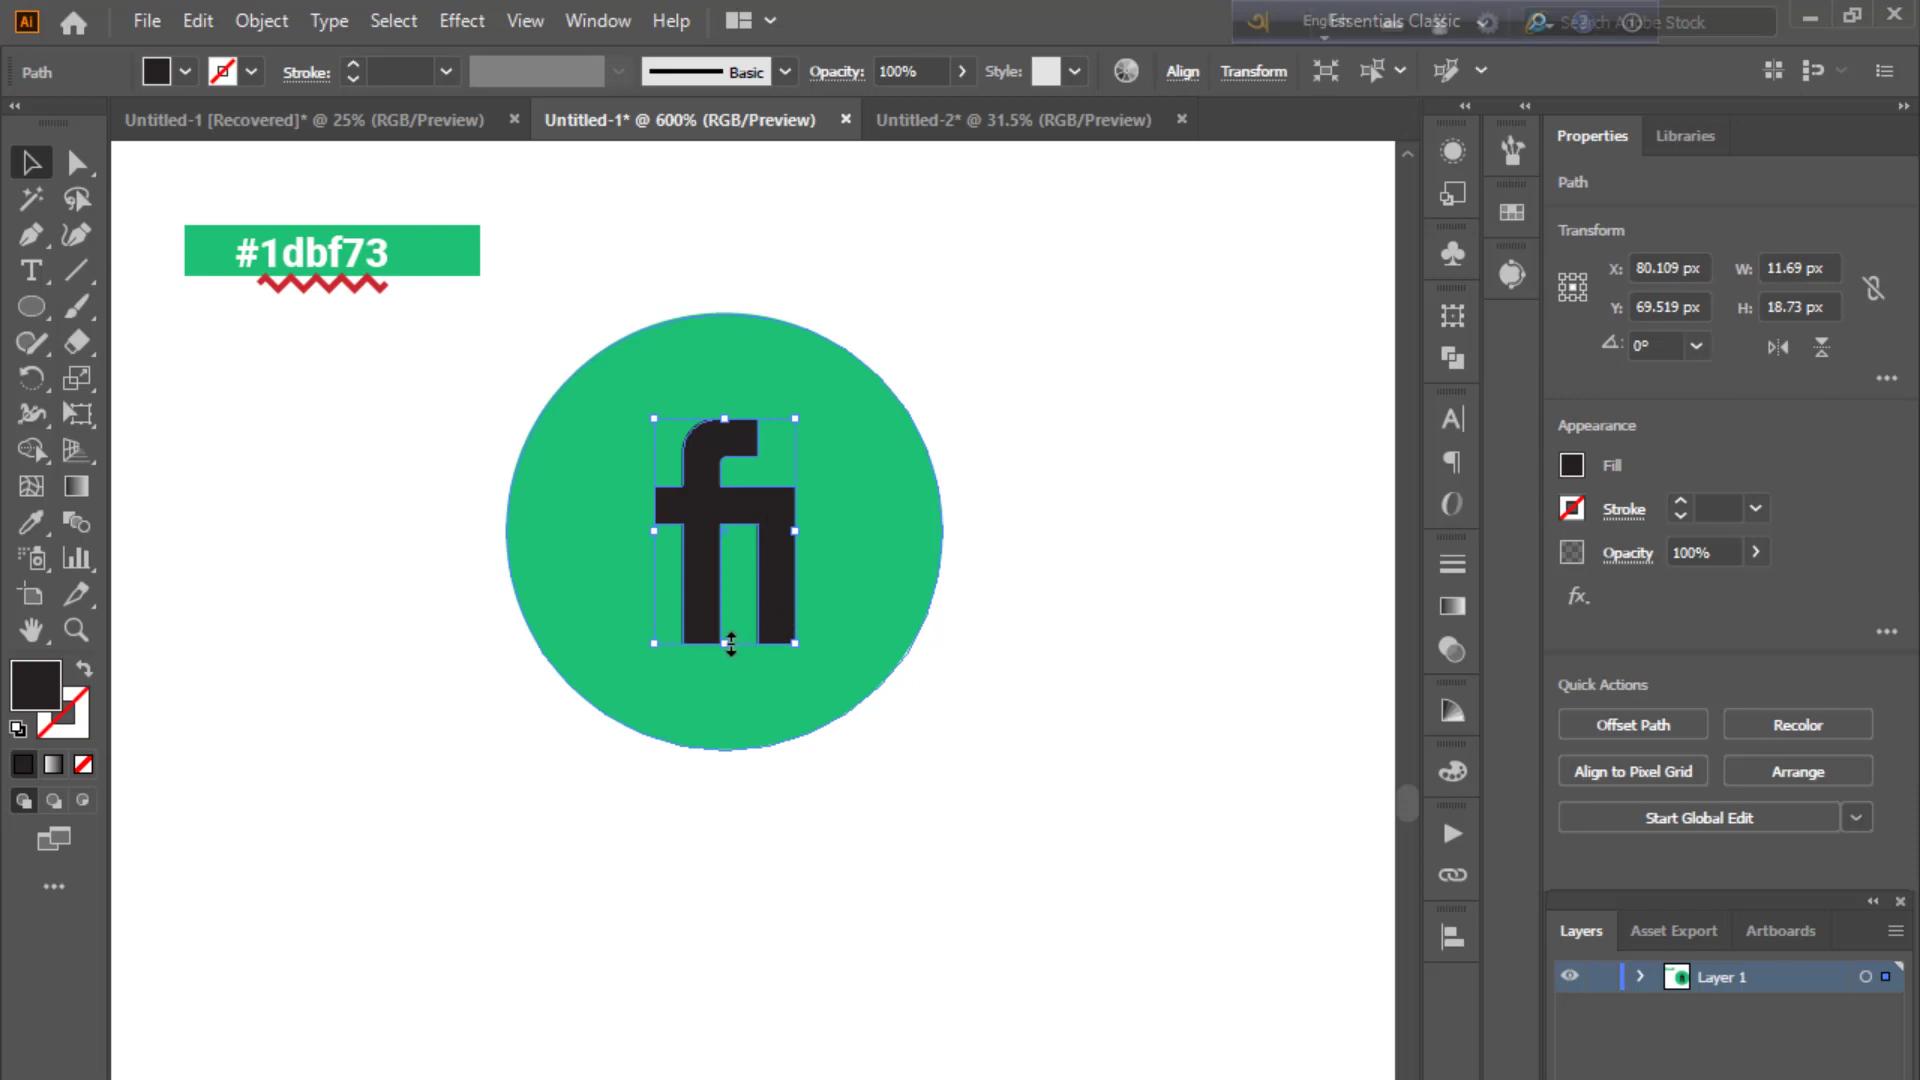 Ai File Edit Object Type Select Effect View Window Help Essentials Classic
Path Stroke: Basic Opacity: 100% Style: Align Transform
Untitled-1 [Recovered]* @ 25% (RGB/Preview) Untitled-1* @ 600% (RGB/Preview) Untitled-2* @ 31.5% (RGB/Preview)
#1dbf73
fi
Properties Libraries
Path
Transform
X: 80.109 px W: 11.69 px
Y: 69.519 px H: 18.73 px
0°
Appearance
Fill
Stroke
Opacity 100%
fx.
Quick Actions
Offset Path Recolor
Align to Pixel Grid Arrange
Start Global Edit
Layers Asset Export Artboards
Layer 1